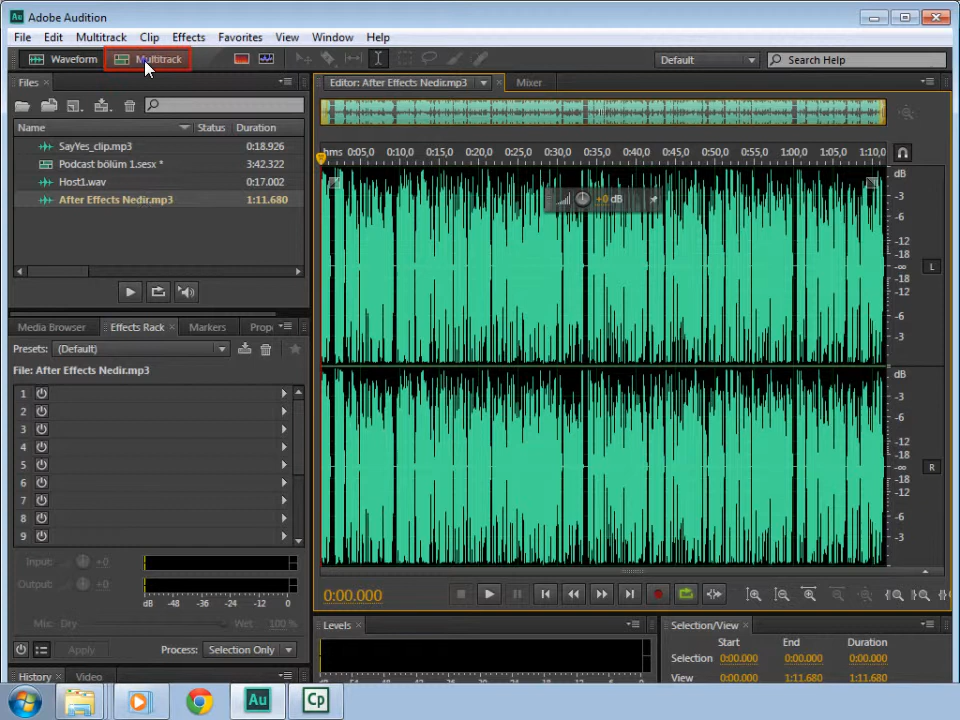 Au Adobe Audition
File Edit Multitrack Clip Effects Favorites View Window Help
Waveform Multitrack Default Search Help
Files Editor: After Effects Nedir.mp3 Mixer
Name Status Duration
SayYes_clip.mp3 0:18.926
Podcast bölüm 1.sesx * 3:42.322
Host1.wav 0:17.002
After Effects Nedir.mp3 1:11.680
+0 dB
hms 0:05,0 0:10,0 0:15,0 0:20,0 0:25,0 0:30,0 0:35,0 0:40,0 0:45,0 0:50,0 0:55,0 1:00,0 1:05,0 1:10,0
dB
-3
-6
-12
-18
-∞ L
-18
-12
-6
-3
dB
-3
-6
-12
-18
-∞ R
-18
-12
-6
-3
Media Browser Effects Rack Markers Prop
Presets: (Default)
File: After Effects Nedir.mp3
1
2
3
4
5
6
7
8
9
Input: +0
Output: +0
dB -48 -36 -24 -12 0
Mix: Dry Wet 100 %
Apply Process: Selection Only
History Video
0:00.000
Levels
Selection/View
Start End Duration
Selection 0:00.000 0:00.000 0:00.000
View 0:00.000 1:11.680 1:11.680
Au Cp